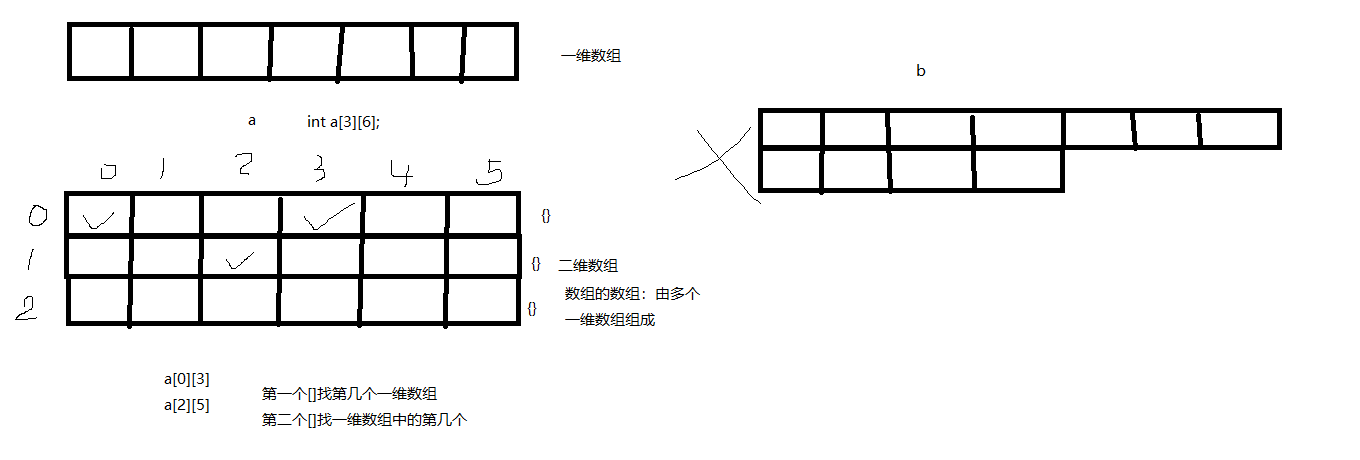 一维数组
b
a int a[3][6];
0 1 2 3 4 5
0 {}
1 {} 二维数组
数组的数组：由多个
2 {}
一维数组组成
a[0][3]
第一个[]找第几个一维数组
a[2][5]
第二个[]找一维数组中的第几个